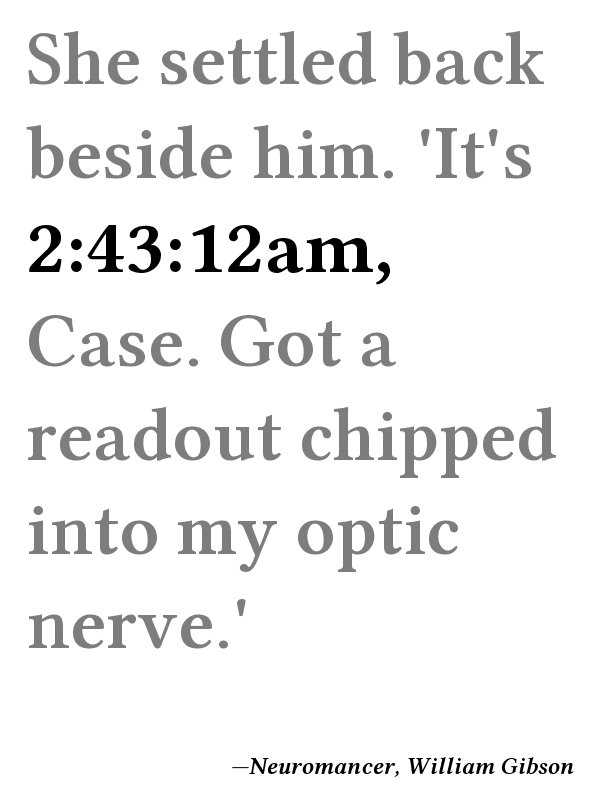 She settled back
beside him. 'It's
2:43:12am,
Case. Got a
readout chipped
into my optic
nerve.'
—Neuromancer, William Gibson